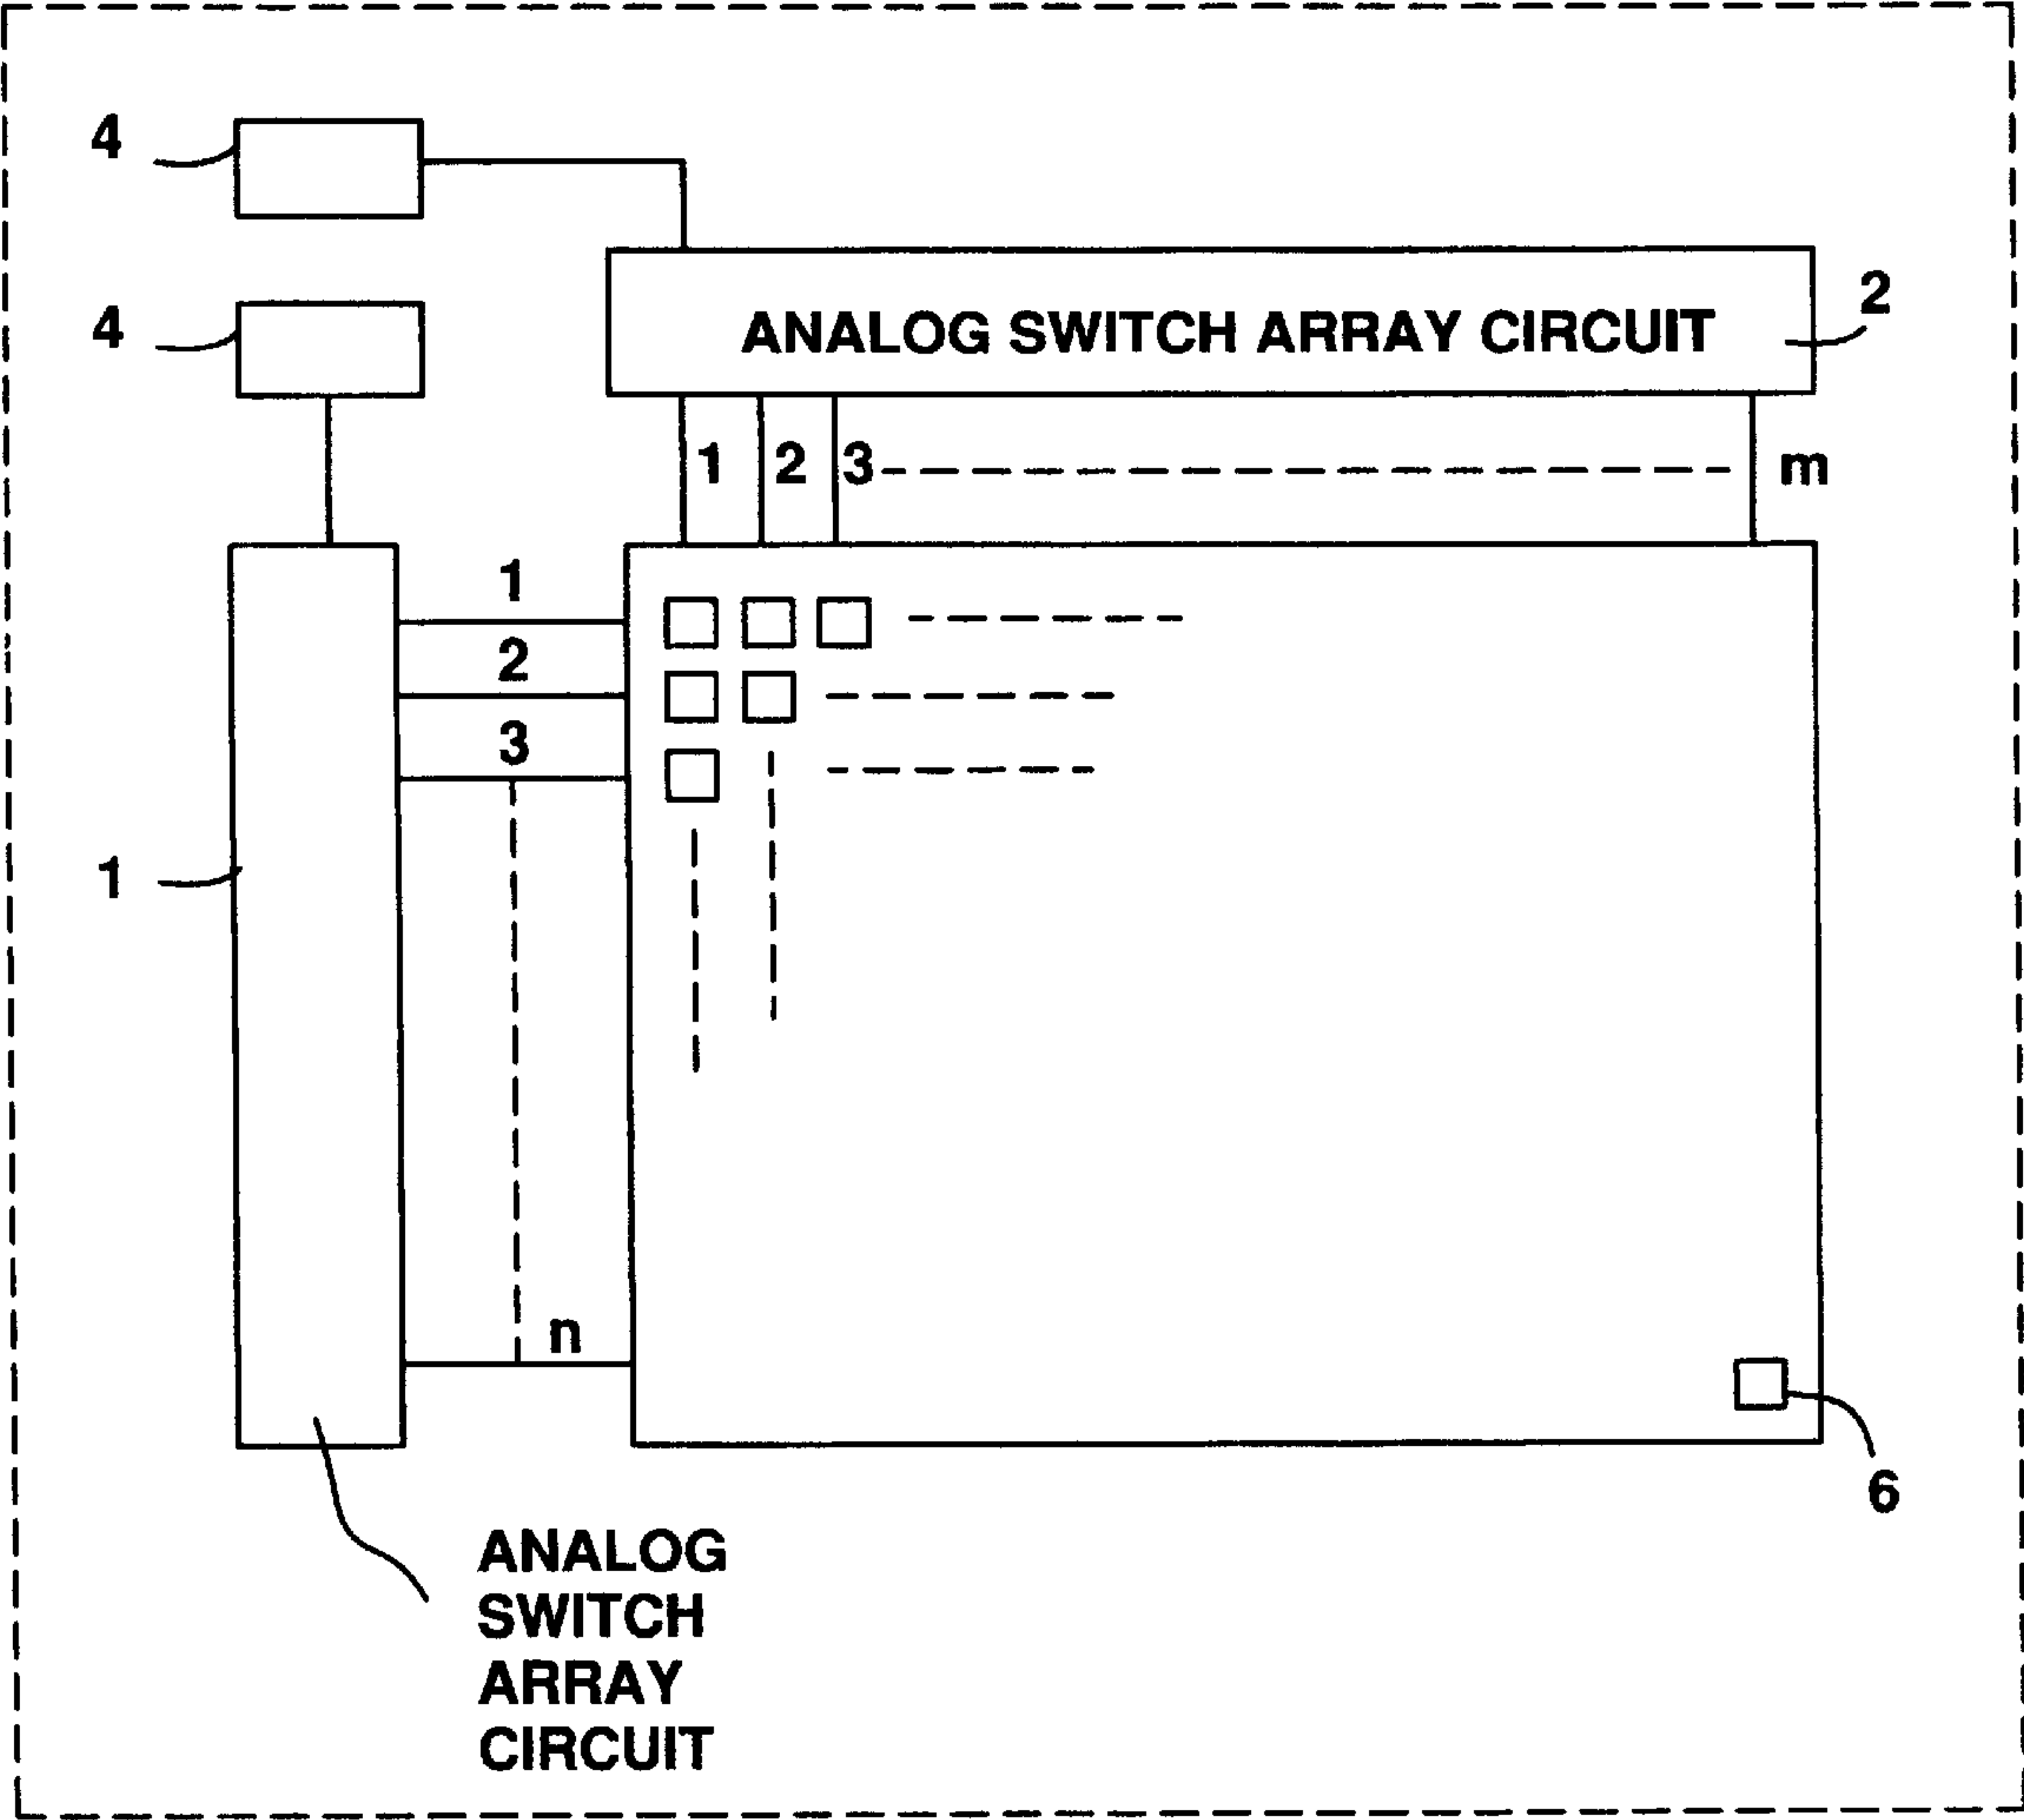 4
4
ANALOG SWITCH ARRAY CIRCUIT
2
1 2 3 m
1
2
3
1
n
6
ANALOG
SWITCH
ARRAY
CIRCUIT